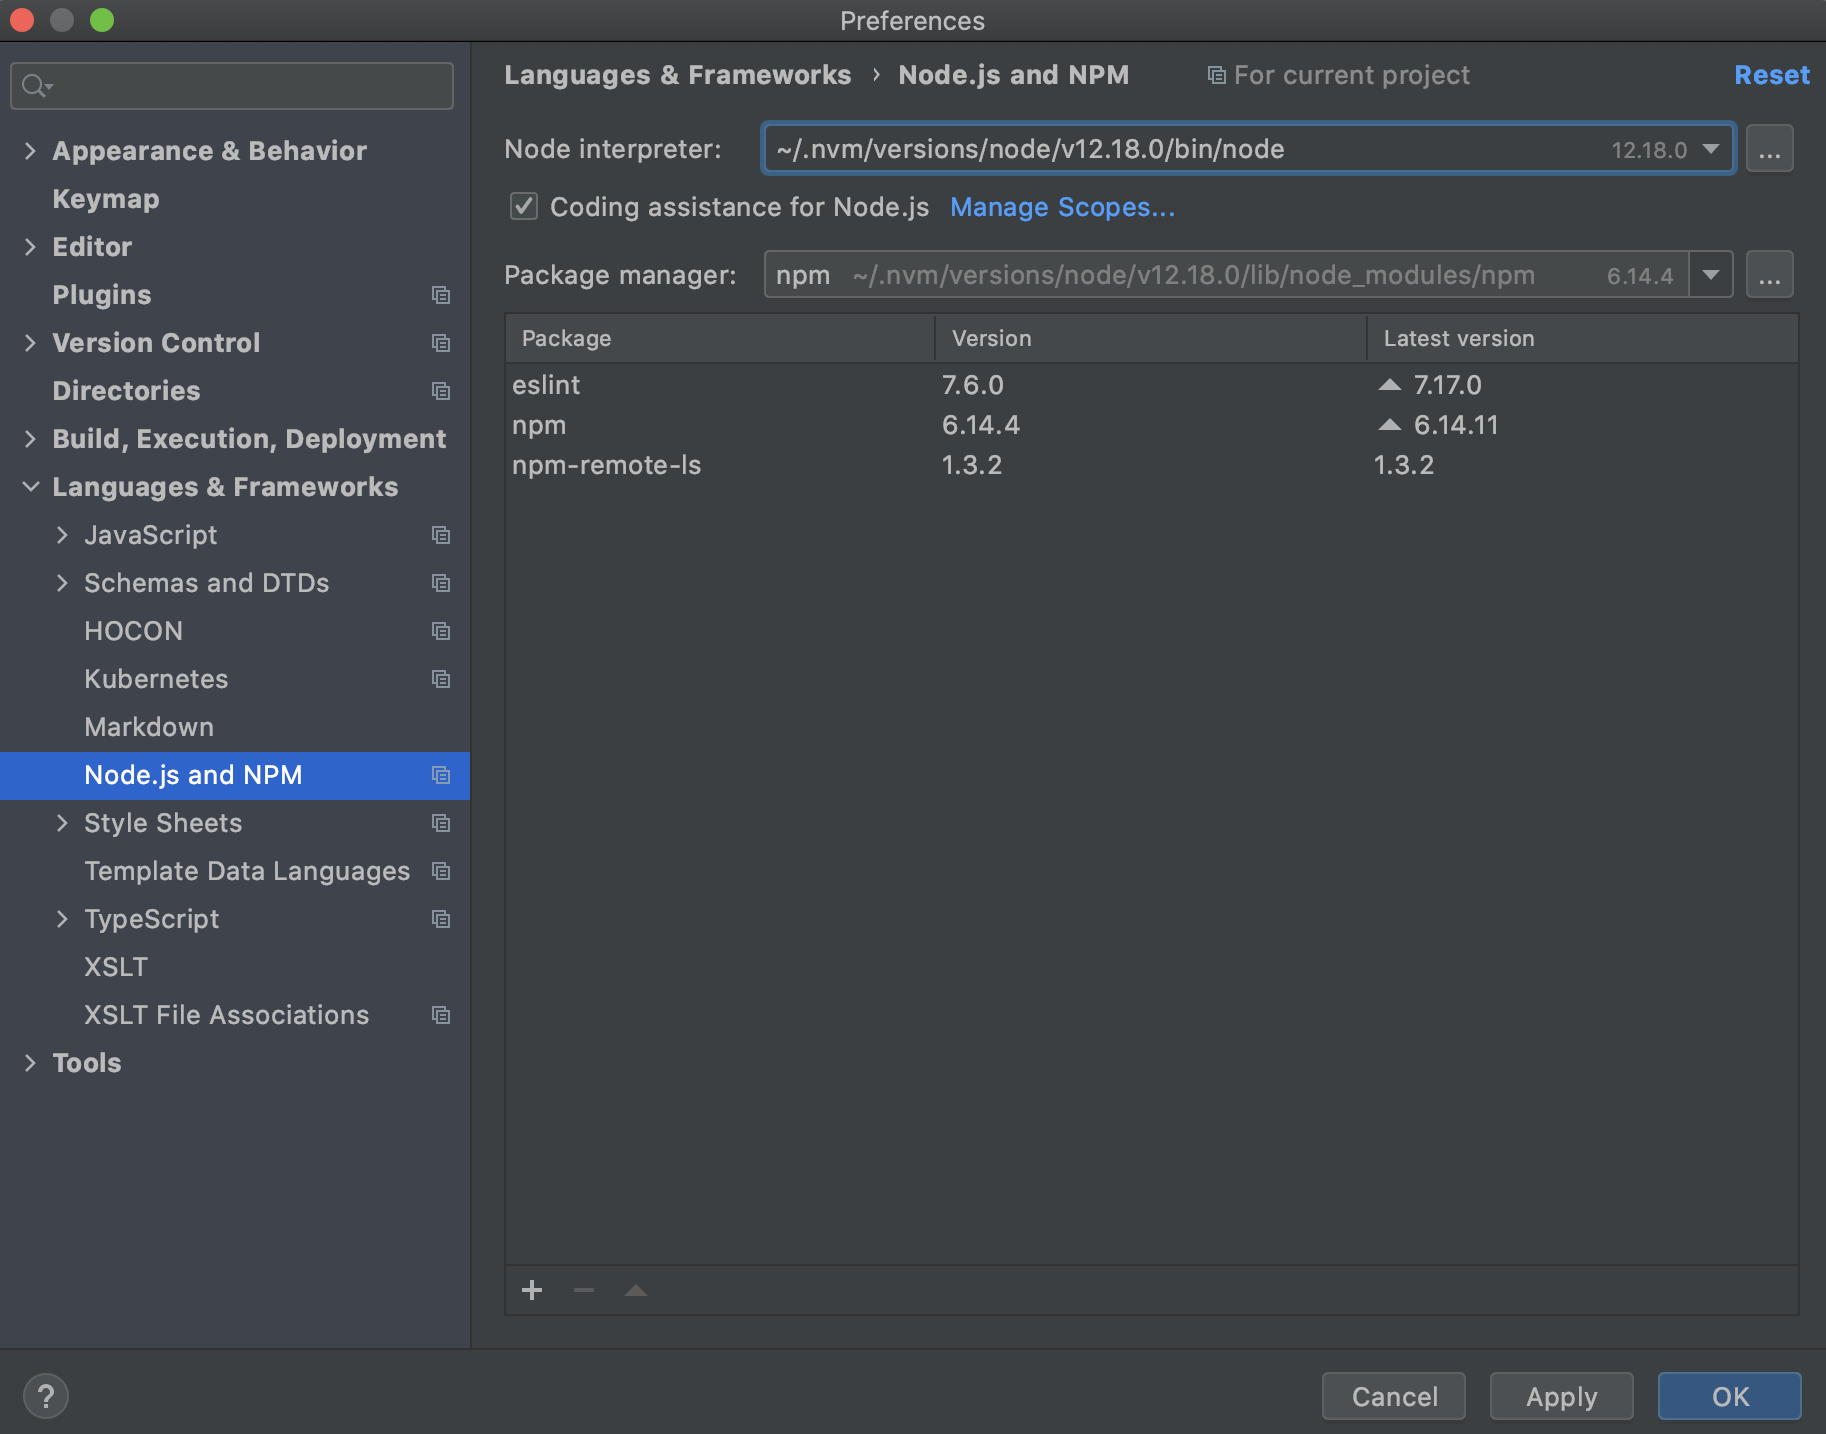 Preferences
Languages & Frameworks › Node.js and NPM For current project Reset
Appearance & Behavior
Keymap
Editor
Plugins
Version Control
Directories
Build, Execution, Deployment
Languages & Frameworks
JavaScript
Schemas and DTDs
HOCON
Kubernetes
Markdown
Node.js and NPM
Style Sheets
Template Data Languages
TypeScript
XSLT
XSLT File Associations
Tools
Node interpreter: ~/.nvm/versions/node/v12.18.0/bin/node 12.18.0 ...
Coding assistance for Node.js Manage Scopes...
Package manager: npm ~/.nvm/versions/node/v12.18.0/lib/node_modules/npm 6.14.4 ...
Package Version Latest version
eslint 7.6.0 7.17.0
npm 6.14.4 6.14.11
npm-remote-ls 1.3.2 1.3.2
? Cancel Apply OK